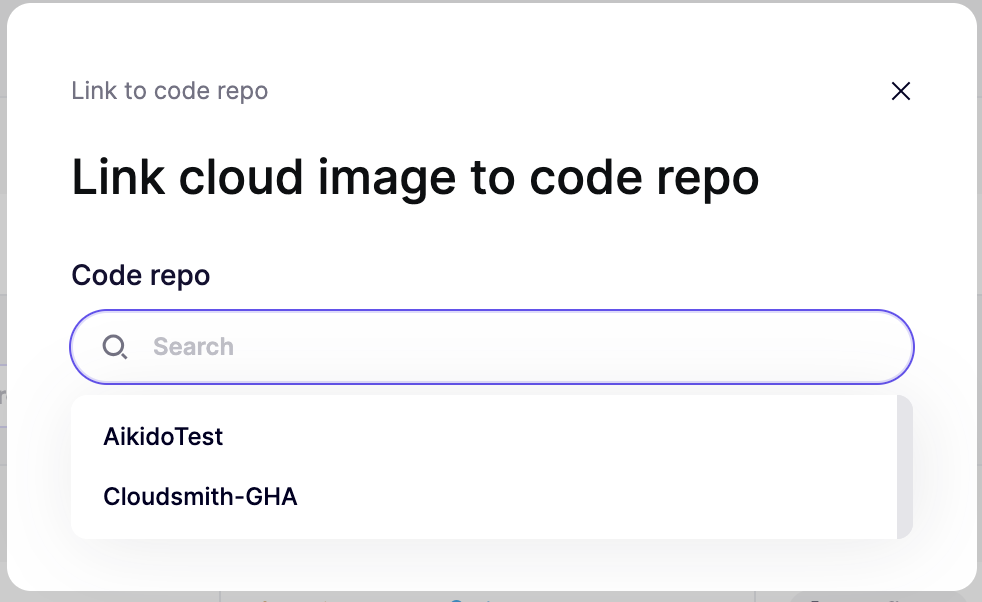 Link to code repo
Link cloud image to code repo
Code repo
Search
AikidoTest
Cloudsmith-GHA